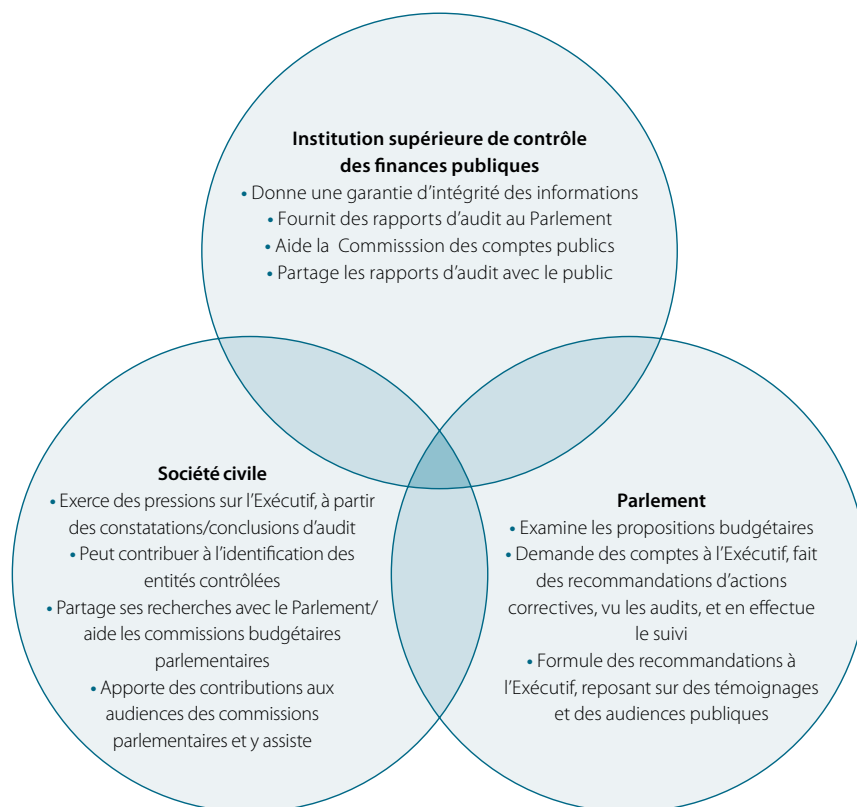 Institution supérieure de contrôle
des finances publiques
• Donne une garantie d’intégrité des informations
• Fournit des rapports d’audit au Parlement
• Aide la Commisssion des comptes publics
• Partage les rapports d’audit avec le public
Société civile
• Exerce des pressions sur l’Exécutif, à partir
des constatations/conclusions d’audit
• Peut contribuer à l’identification des
entités contrôlées
• Partage ses recherches avec le Parlement/
aide les commissions budgétaires
parlementaires
• Apporte des contributions aux
audiences des commissions
parlementaires et y assiste
Parlement
• Examine les propositions budgétaires
• Demande des comptes à l’Exécutif, fait
des recommandations d’actions
correctives, vu les audits, et en effectue
le suivi
• Formule des recommandations à
l’Exécutif, reposant sur des témoignages
et des audiences publiques